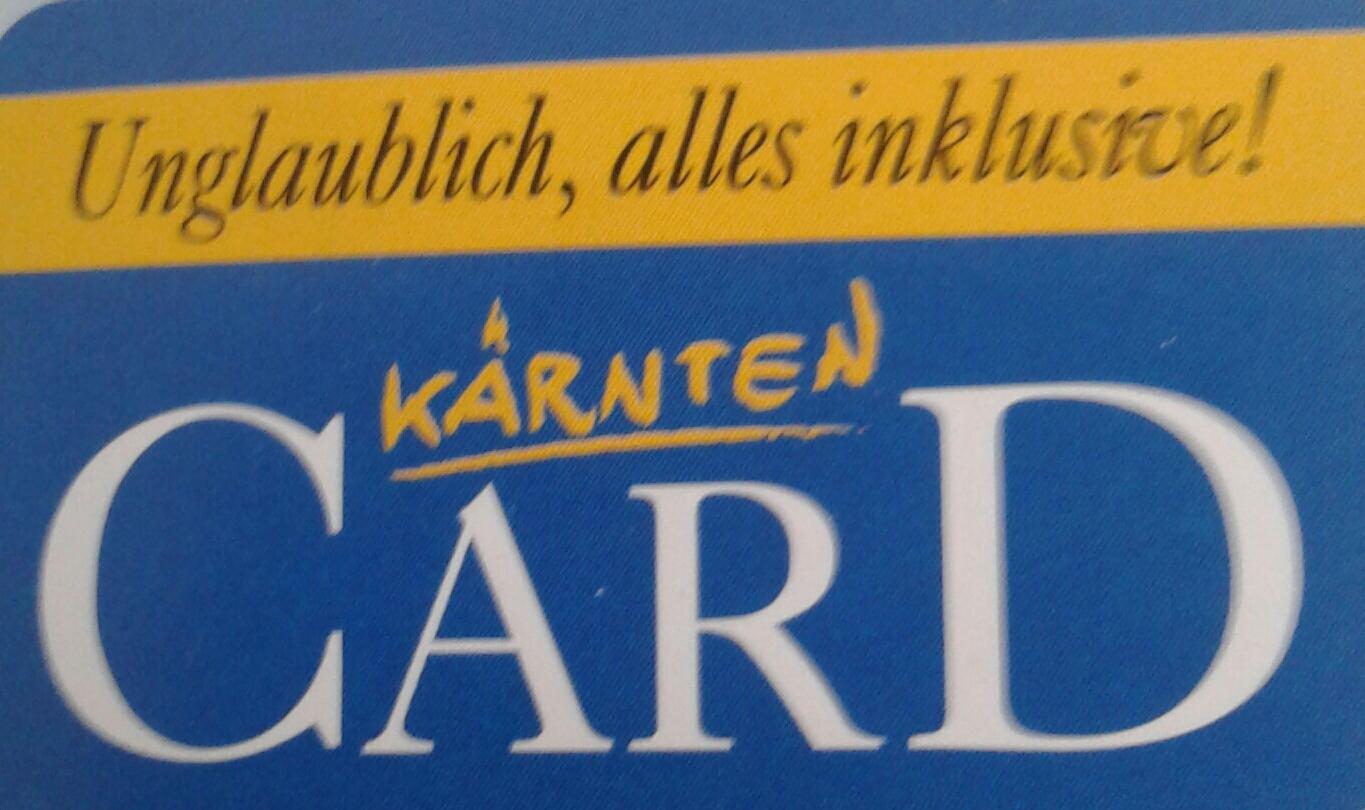 Unglaublich, alles inklusive!
KÄRNTEN
CARD